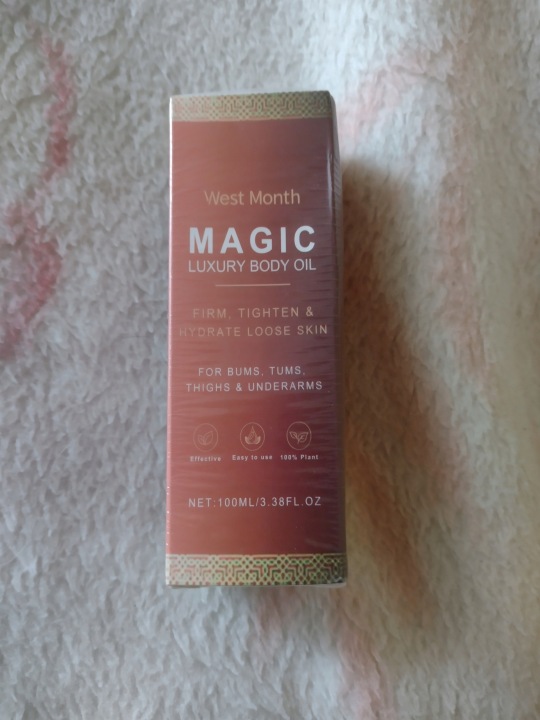 West Month
MAGIC
LUXURY BODY OIL
FIRM, TIGHTEN &
HYDRATE LOOSE SKIN
FOR BUMS, TUMS,
THIGHS & UNDERARMS
Effective Easy to use 100% Plant
NET:100ML/3.38FL.OZ